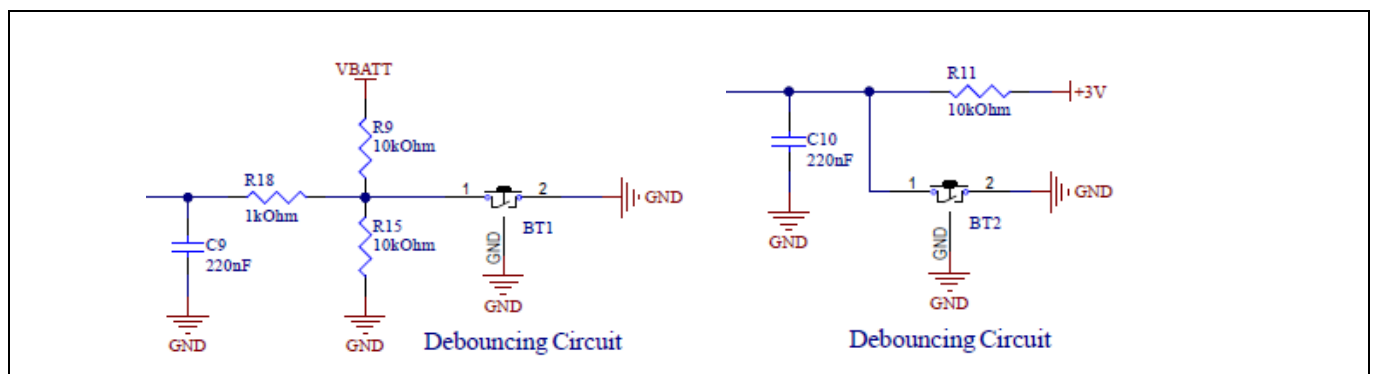 VBATT
R9
10kOhm
R18
1kOhm
1
2
GND
R15
10kOhm
BT1
C9
220nF
GND
GND
GND
GND
Debouncing Circuit
R11
+3V
10kOhm
C10
220nF
1
2
GND
BT2
GND
GND
GND
Debouncing Circuit